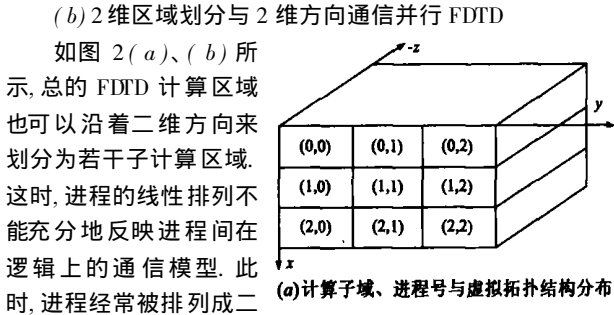 (b) 2 维区域划分与 2 维方向通信并行 FDTD
如图 2(a)、(b) 所
示, 总的 FDTD 计算区域
也可以沿着二维方向来
划分为若干子计算区域.
这时, 进程的线性排列不
能充分地反映进程间在
逻辑上的通信模型. 此
时, 进程经常被排列成二
-z
y
(0,0) (0,1) (0,2)
(1,0) (1,1) (1,2)
(2,0) (2,1) (2,2)
x
(a)计算子域、进程号与虚拟拓扑结构分布